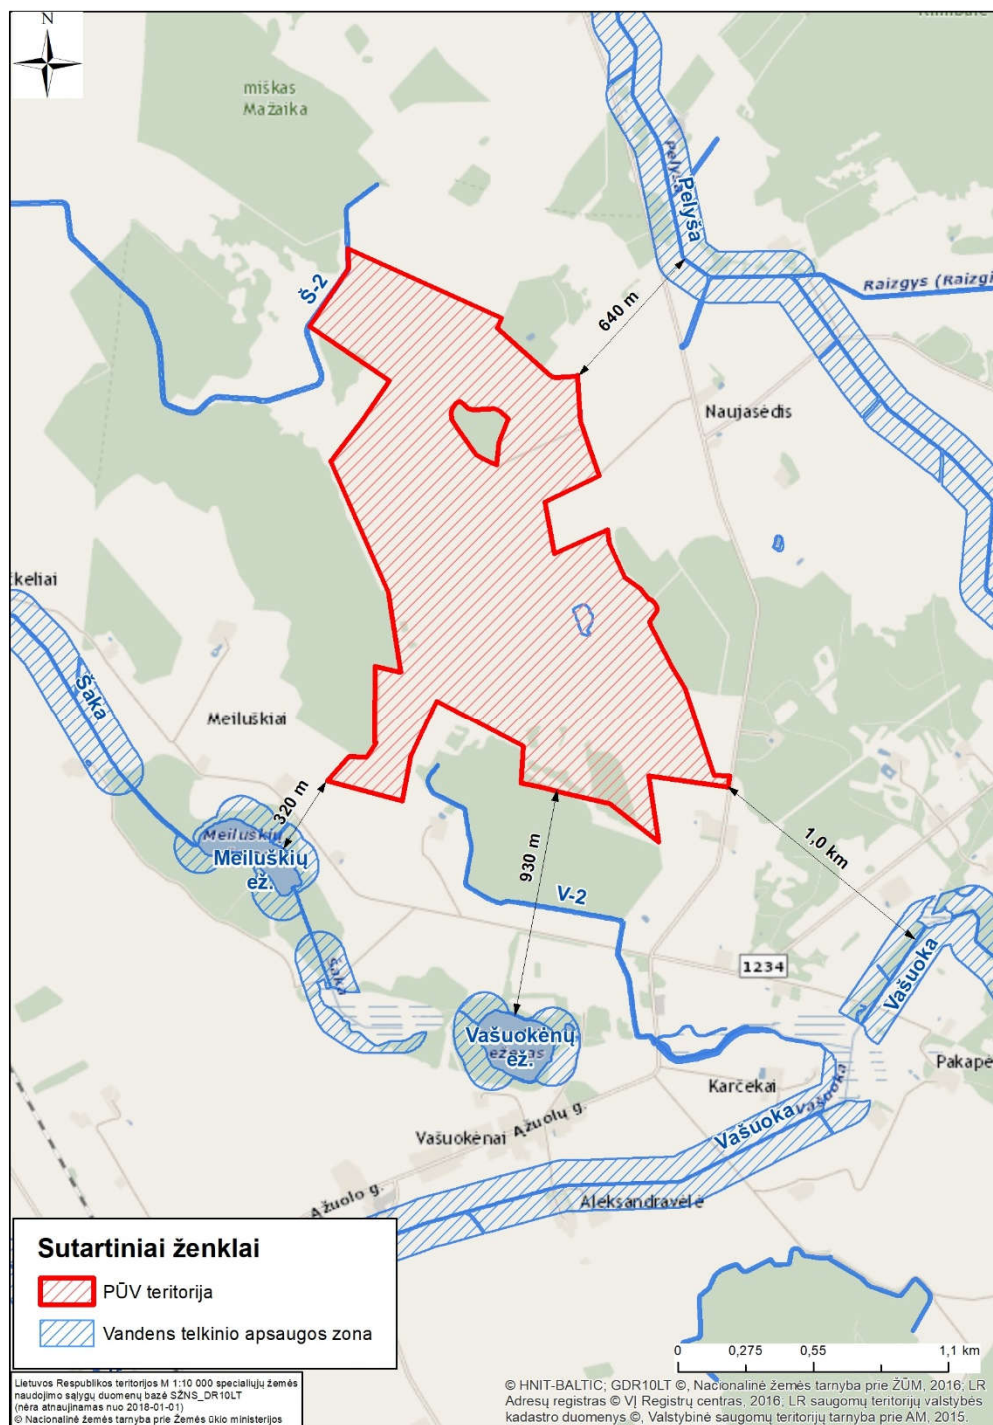 N
miškas
Mažaika
Pelyša
Pelyša
Raizgys (Raizgi
Š-2
640 m
Naujasėdis
čkeliai
Šaka
Meiluškiai
320 m
Meiluškių
Meiluškių
ež.
930 m
1,0 km
V-2
1234
Šaka
Vašuoka
Vašuokėnų
ež.
ežeras
Karčekai
Pakapė
Vašuoka
Vašuoka
Ąžuolų g.
Vašuokėnai
Ąžuolo g.
Aleksandravėlė
Sutartiniai ženklai
PŪV teritorija
Vandens telkinio apsaugos zona
0 0,275 0,55 1,1 km
Lietuvos Respublikos teritorijos M 1:10 000 specialiųjų žemės
naudojimo sąlygų duomenų bazė SŽNS_DR10LT
(nėra atnaujinamas nuo 2018-01-01)
© Nacionalinė žemės tarnyba prie Žemės ūkio ministerijos
© HNIT-BALTIC; GDR10LT ©, Nacionalinė žemės tarnyba prie ŽŪM, 2016; LR
Adresų registras © VĮ Registrų centras, 2016; LR saugomų teritorijų valstybės
kadastro duomenys ©, Valstybinė saugomų teritorijų tarnyba prie AM, 2015.